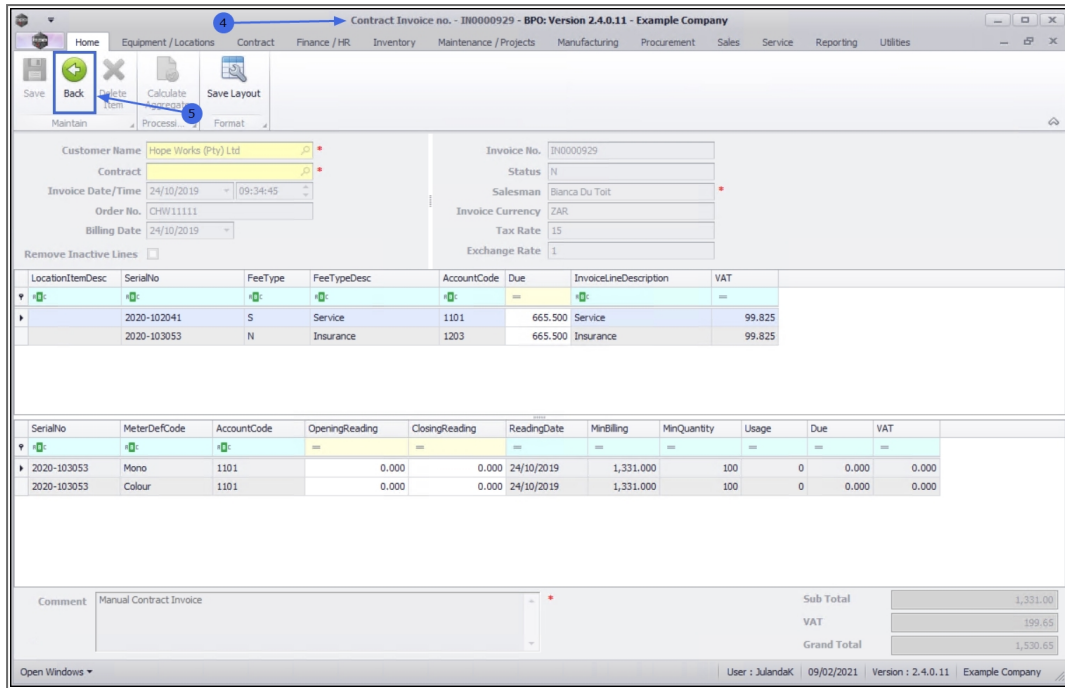 4
Contract Invoice no. - IN0000929 - BPO: Version 2.4.0.11 - Example Company
Home Equipment / Locations Contract Finance / HR Inventory Maintenance / Projects Manufacturing Procurement Sales Service Reporting Utilities
Save Back Delete Item Calculate Aggregate Save Layout
5
Maintain Processi... Format
Customer Name Hope Works (Pty) Ltd * Invoice No. IN0000929
Contract * Status N
Invoice Date/Time 24/10/2019 09:34:45 Salesman Bianca Du Toit *
Order No. CHW11111 Invoice Currency ZAR
Billing Date 24/10/2019 Tax Rate 15
Remove Inactive Lines Exchange Rate 1
LocationItemDesc SerialNo FeeType FeeTypeDesc AccountCode Due InvoiceLineDescription VAT
2020-102041 S Service 1101 665.500 Service 99.825
2020-103053 N Insurance 1203 665.500 Insurance 99.825
SerialNo MeterDefCode AccountCode OpeningReading ClosingReading ReadingDate MinBilling MinQuantity Usage Due VAT
2020-103053 Mono 1101 0.000 0.000 24/10/2019 1,331.000 100 0 0.000 0.000
2020-103053 Colour 1101 0.000 0.000 24/10/2019 1,331.000 100 0 0.000 0.000
Comment Manual Contract Invoice * Sub Total 1,331.00
VAT 199.65
Grand Total 1,530.65
Open Windows User : JulandaK 09/02/2021 Version : 2.4.0.11 Example Company